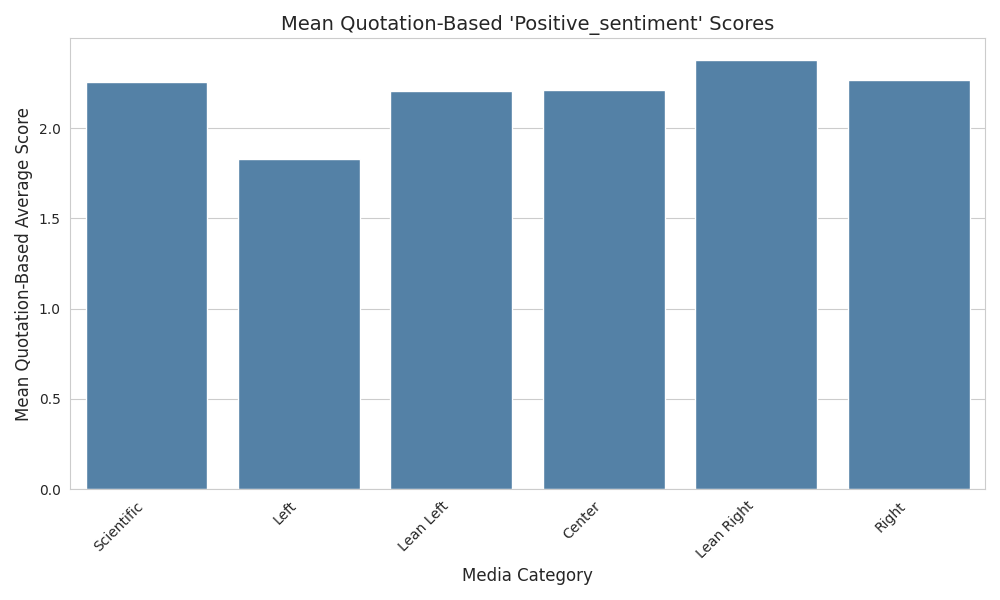 Mean Quotation-Based 'Positive_sentiment' Scores
Mean Quotation-Based Average Score
2.0
1.5
1.0
0.5
0.0
Scientific
Left
Lean Left
Center
Lean Right
Right
Media Category